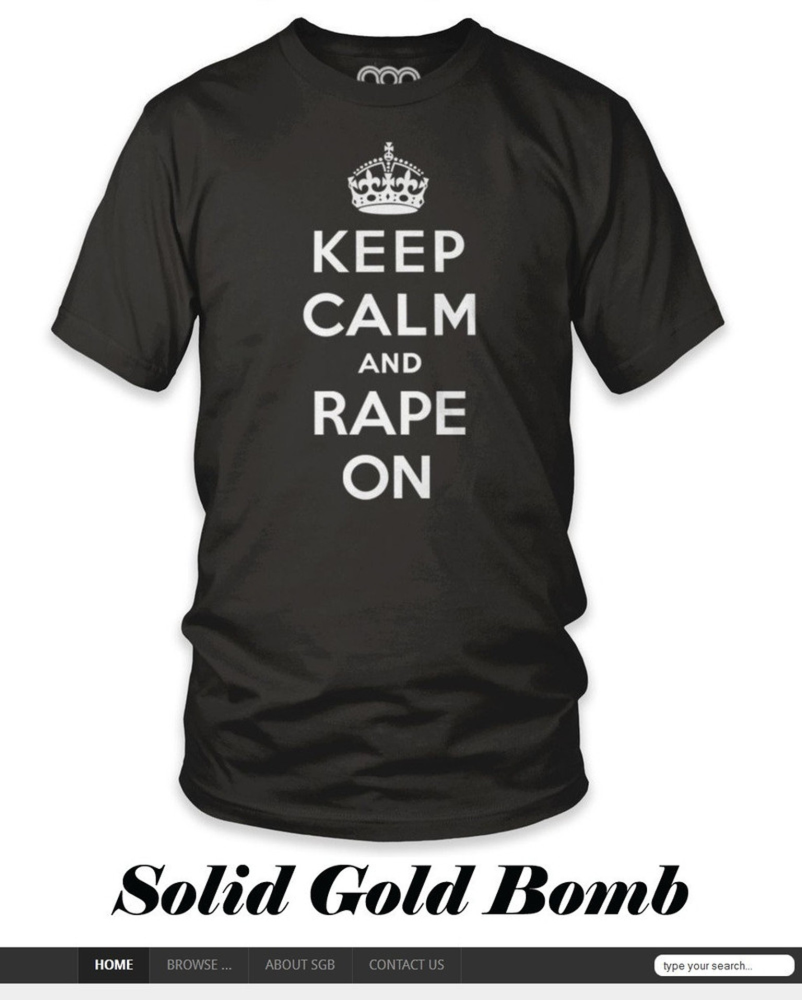 KEEP
CALM
AND
RAPE
ON
Solid Gold Bomb
HOME BROWSE ... ABOUT SGB CONTACT US type your search...